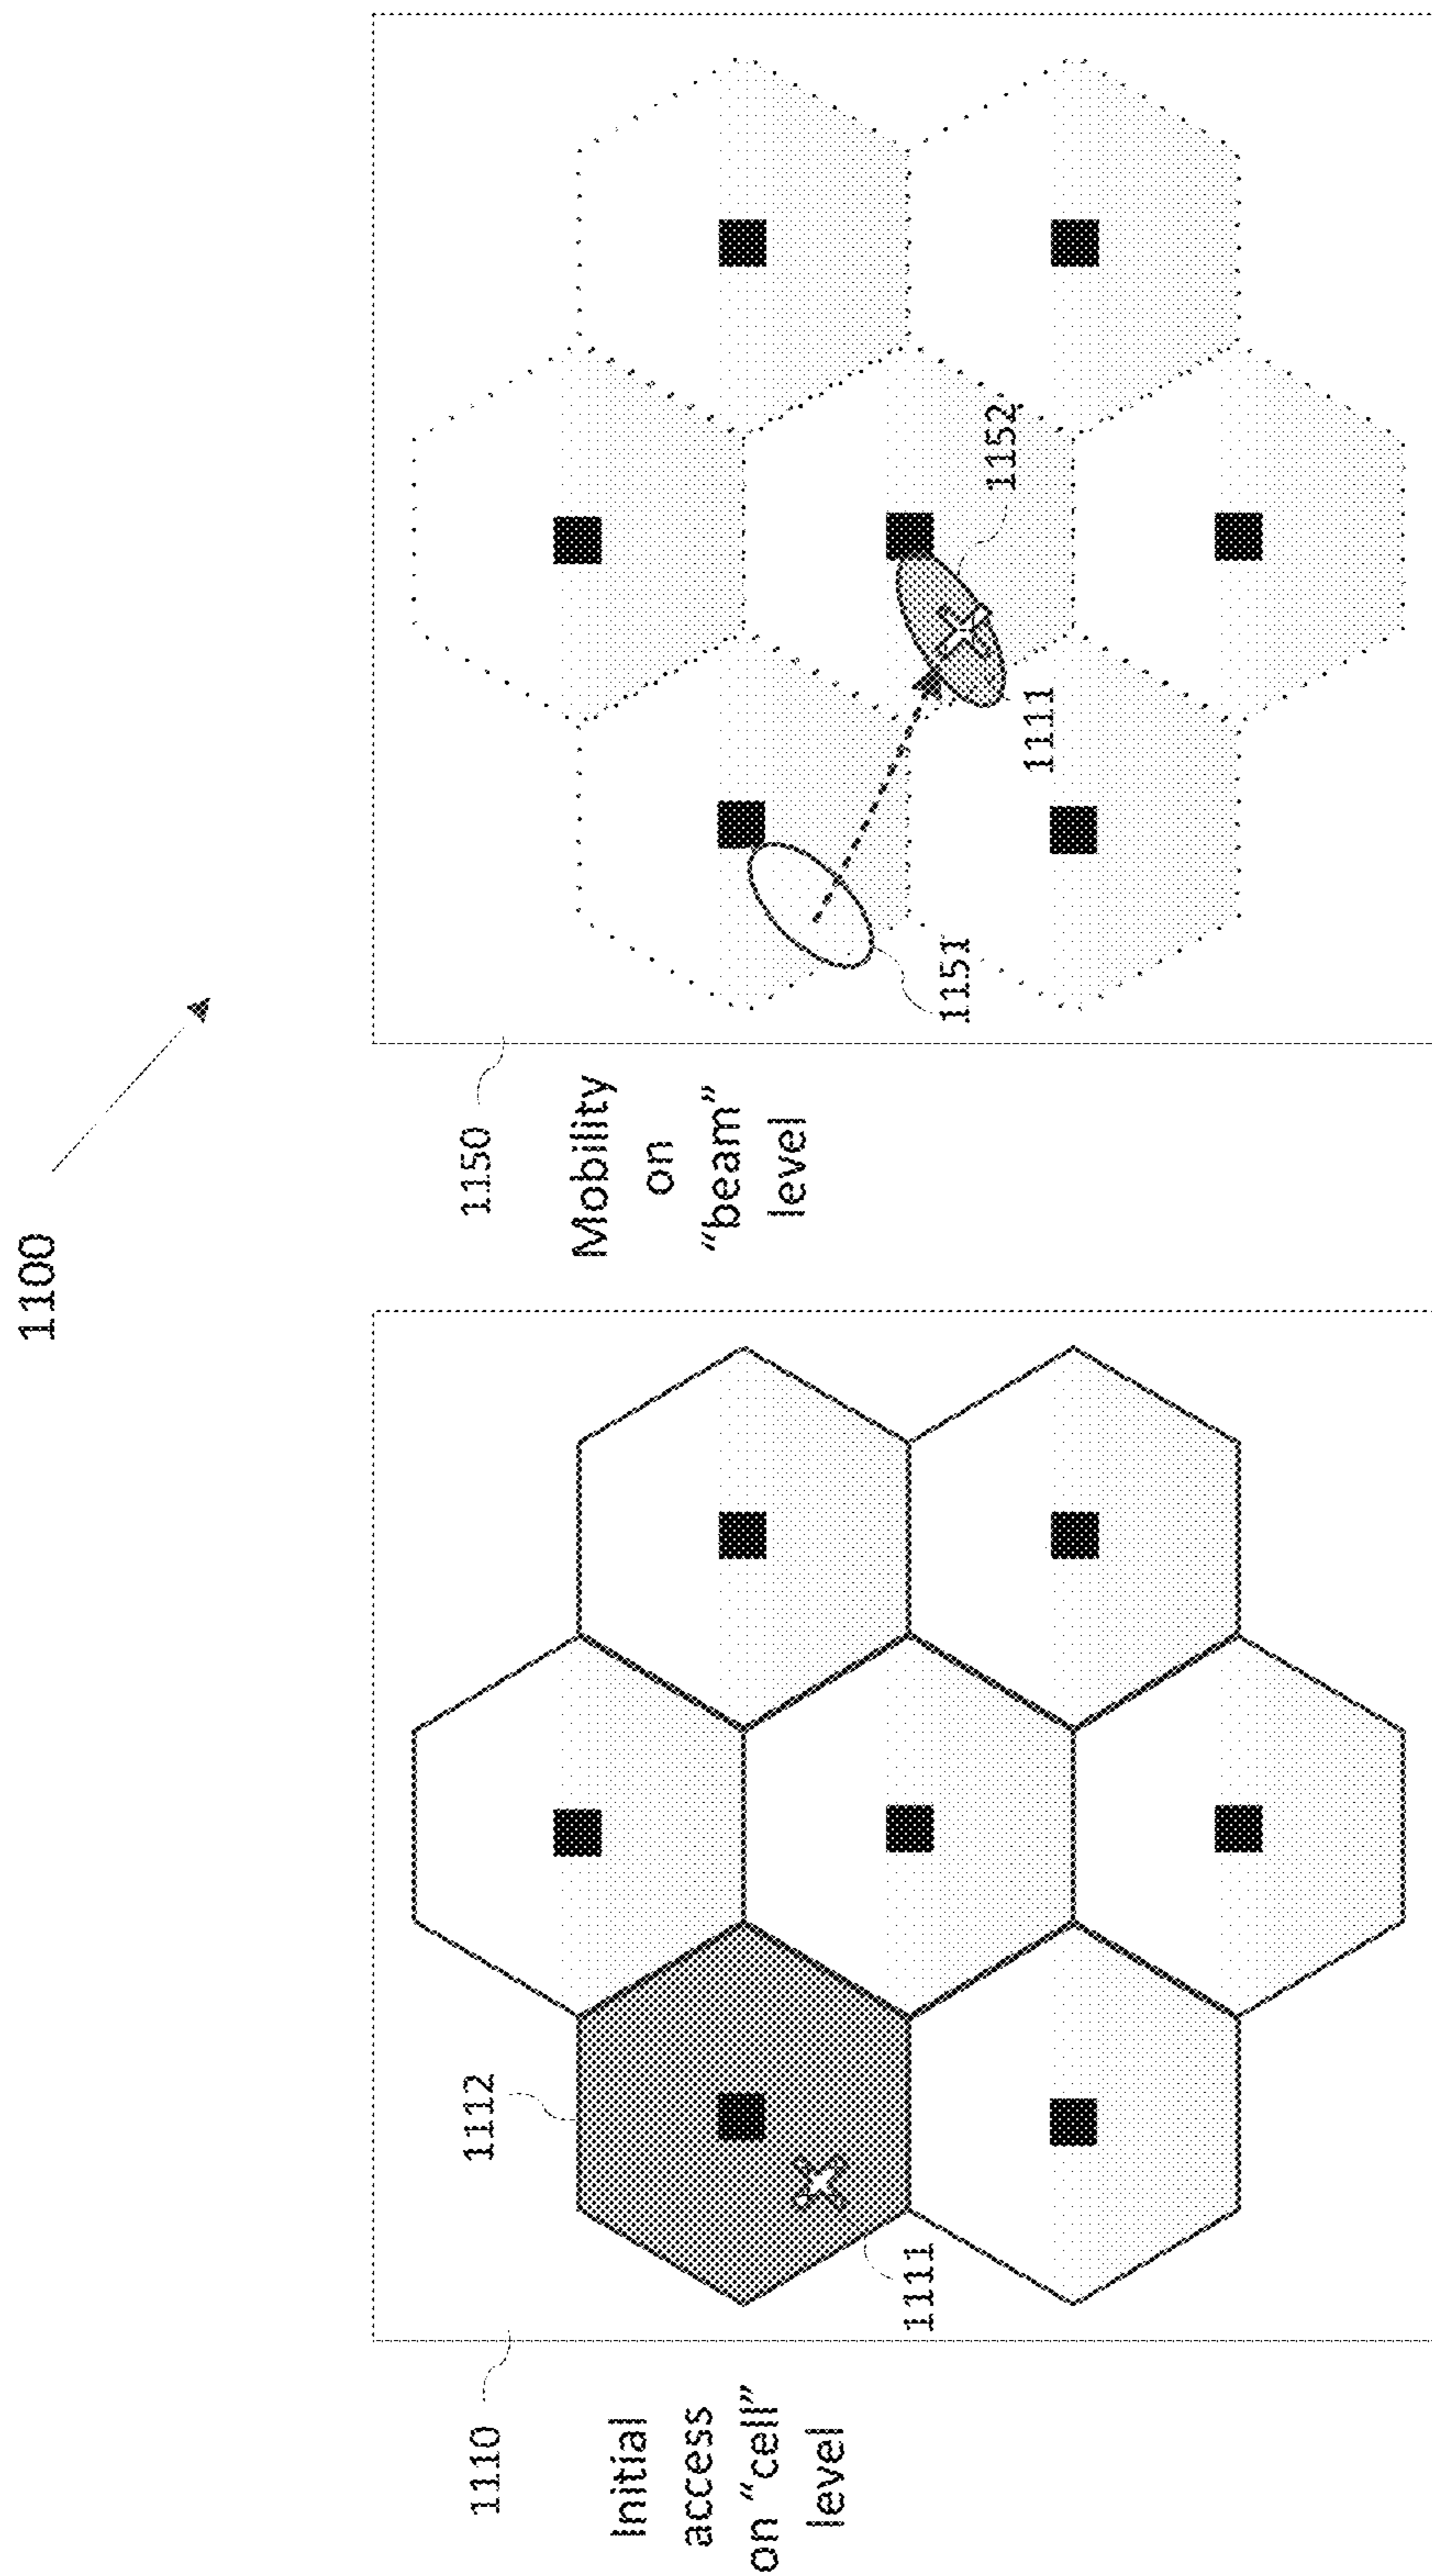 1100
1110
Initial
access
on “cell”
level
1112
1111
1150
Mobility
on
“beam”
level
1151
1111
1152